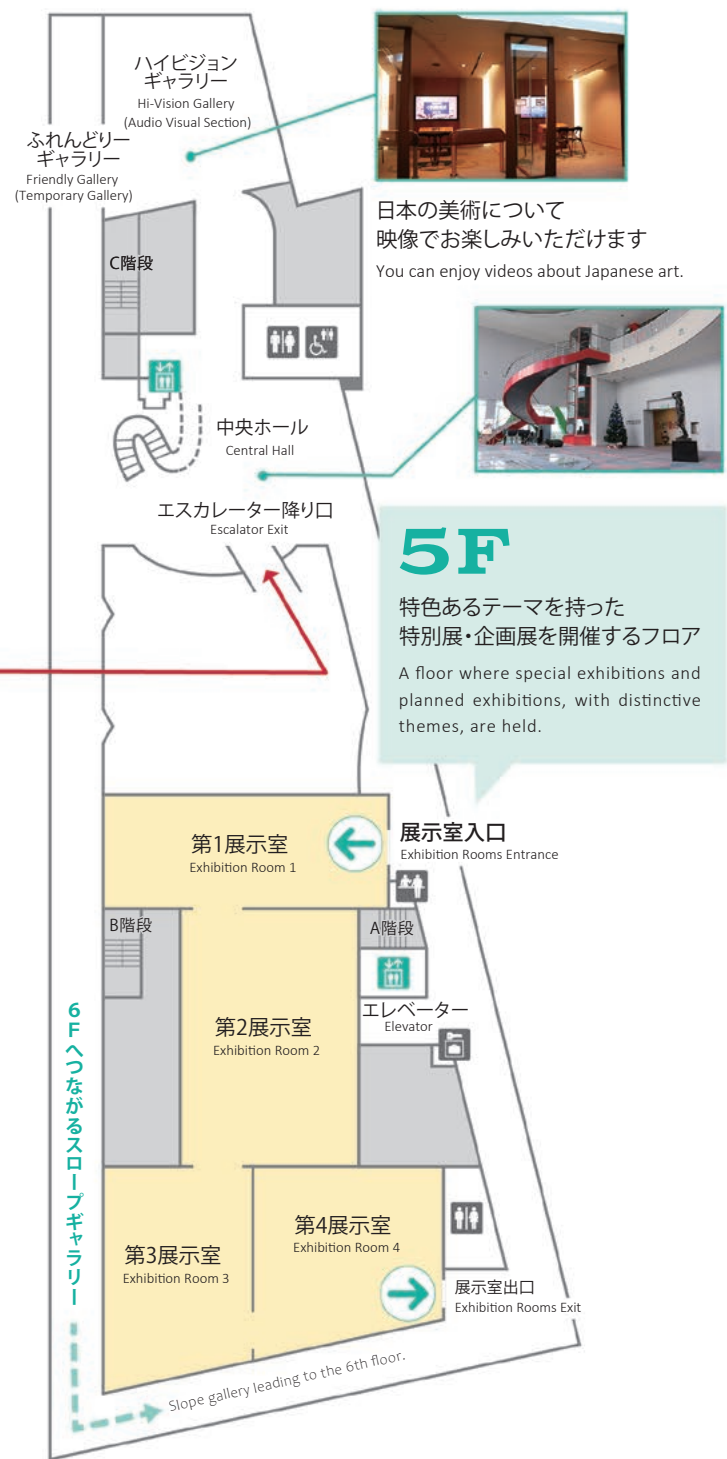 ハイビジョン
ギャラリー
Hi-Vision Gallery
(Audio Visual Section)
ふれんどりー
ギャラリー
Friendly Gallery
(Temporary Gallery)
日本の美術について
映像でお楽しみいただけます
You can enjoy videos about Japanese art.
C階段
中央ホール
Central Hall
エスカレーター降り口
Escalator Exit
5F
特色あるテーマを持った
特別展・企画展を開催するフロア
A floor where special exhibitions and
planned exhibitions, with distinctive
themes, are held.
第1展示室
Exhibition Room 1
展示室入口
Exhibition Rooms Entrance
B階段
A階段
エレベーター
Elevator
第2展示室
Exhibition Room 2
6Fへつながるスロープギャラリー
第3展示室
Exhibition Room 3
第4展示室
Exhibition Room 4
展示室出口
Exhibition Rooms Exit
Slope gallery leading to the 6th floor.